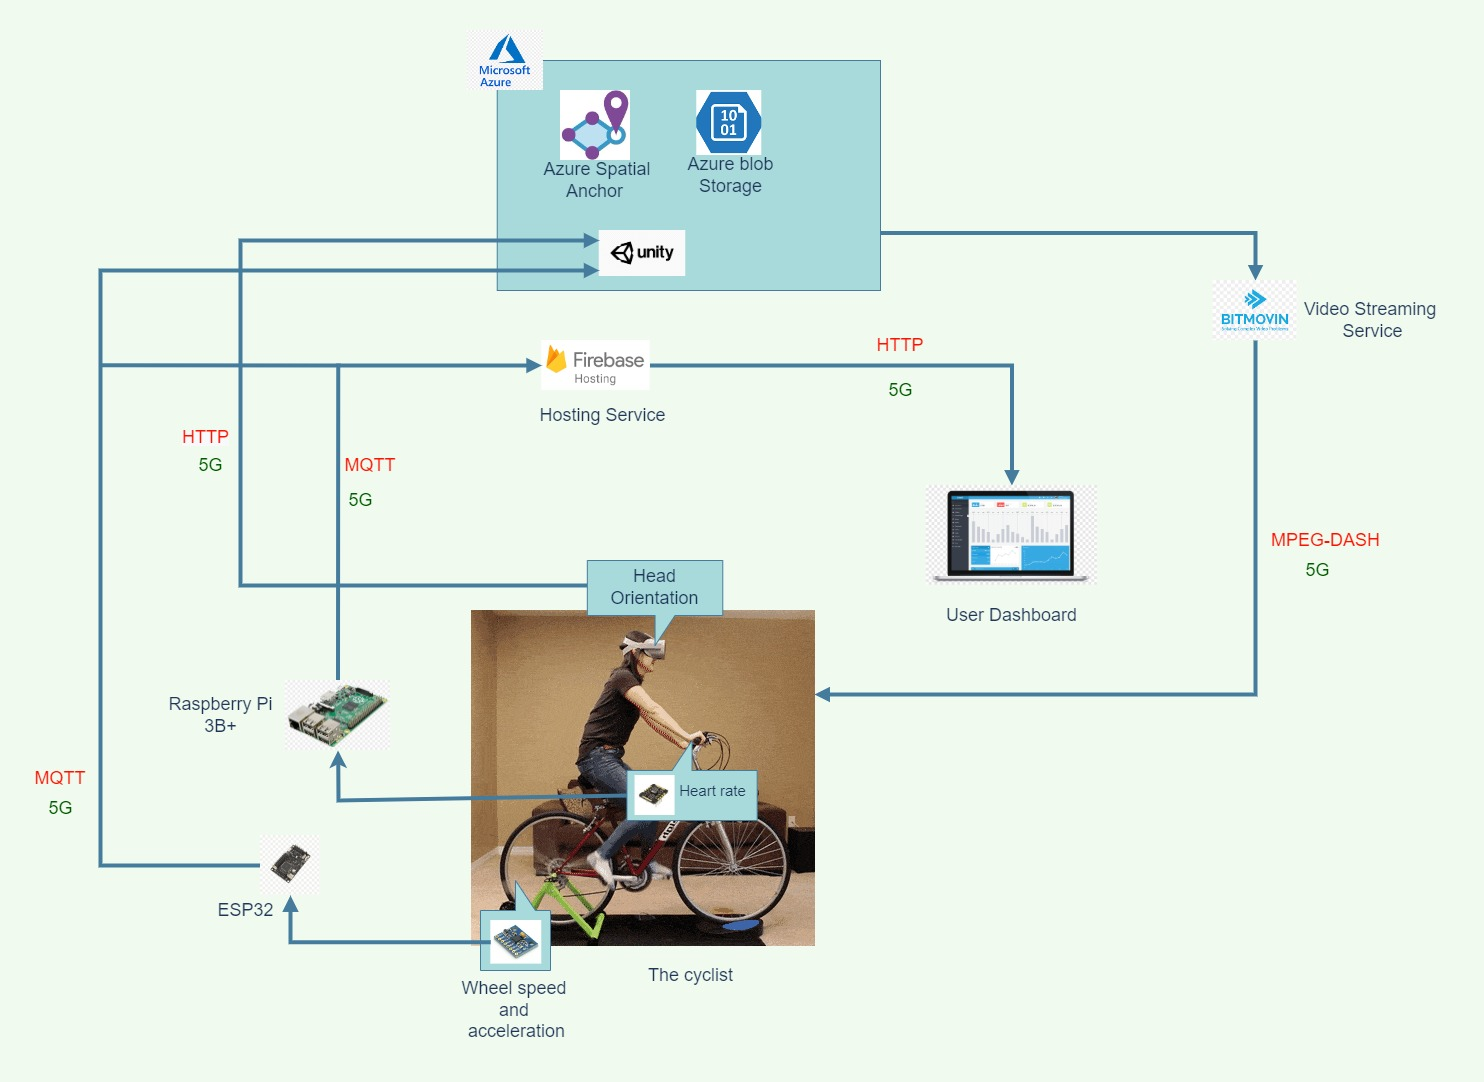 Microsoft
Azure
10
01
Azure Spatial
Anchor
Azure blob
Storage
unity
BITMOVIN
Video Streaming
Service
Firebase
Hosting
Hosting Service
HTTP
5G
HTTP
5G
MQTT
5G
MPEG-DASH
5G
Head
Orientation
User Dashboard
Raspberry Pi
3B+
MQTT
5G
Heart rate
ESP32
The cyclist
Wheel speed
and
acceleration